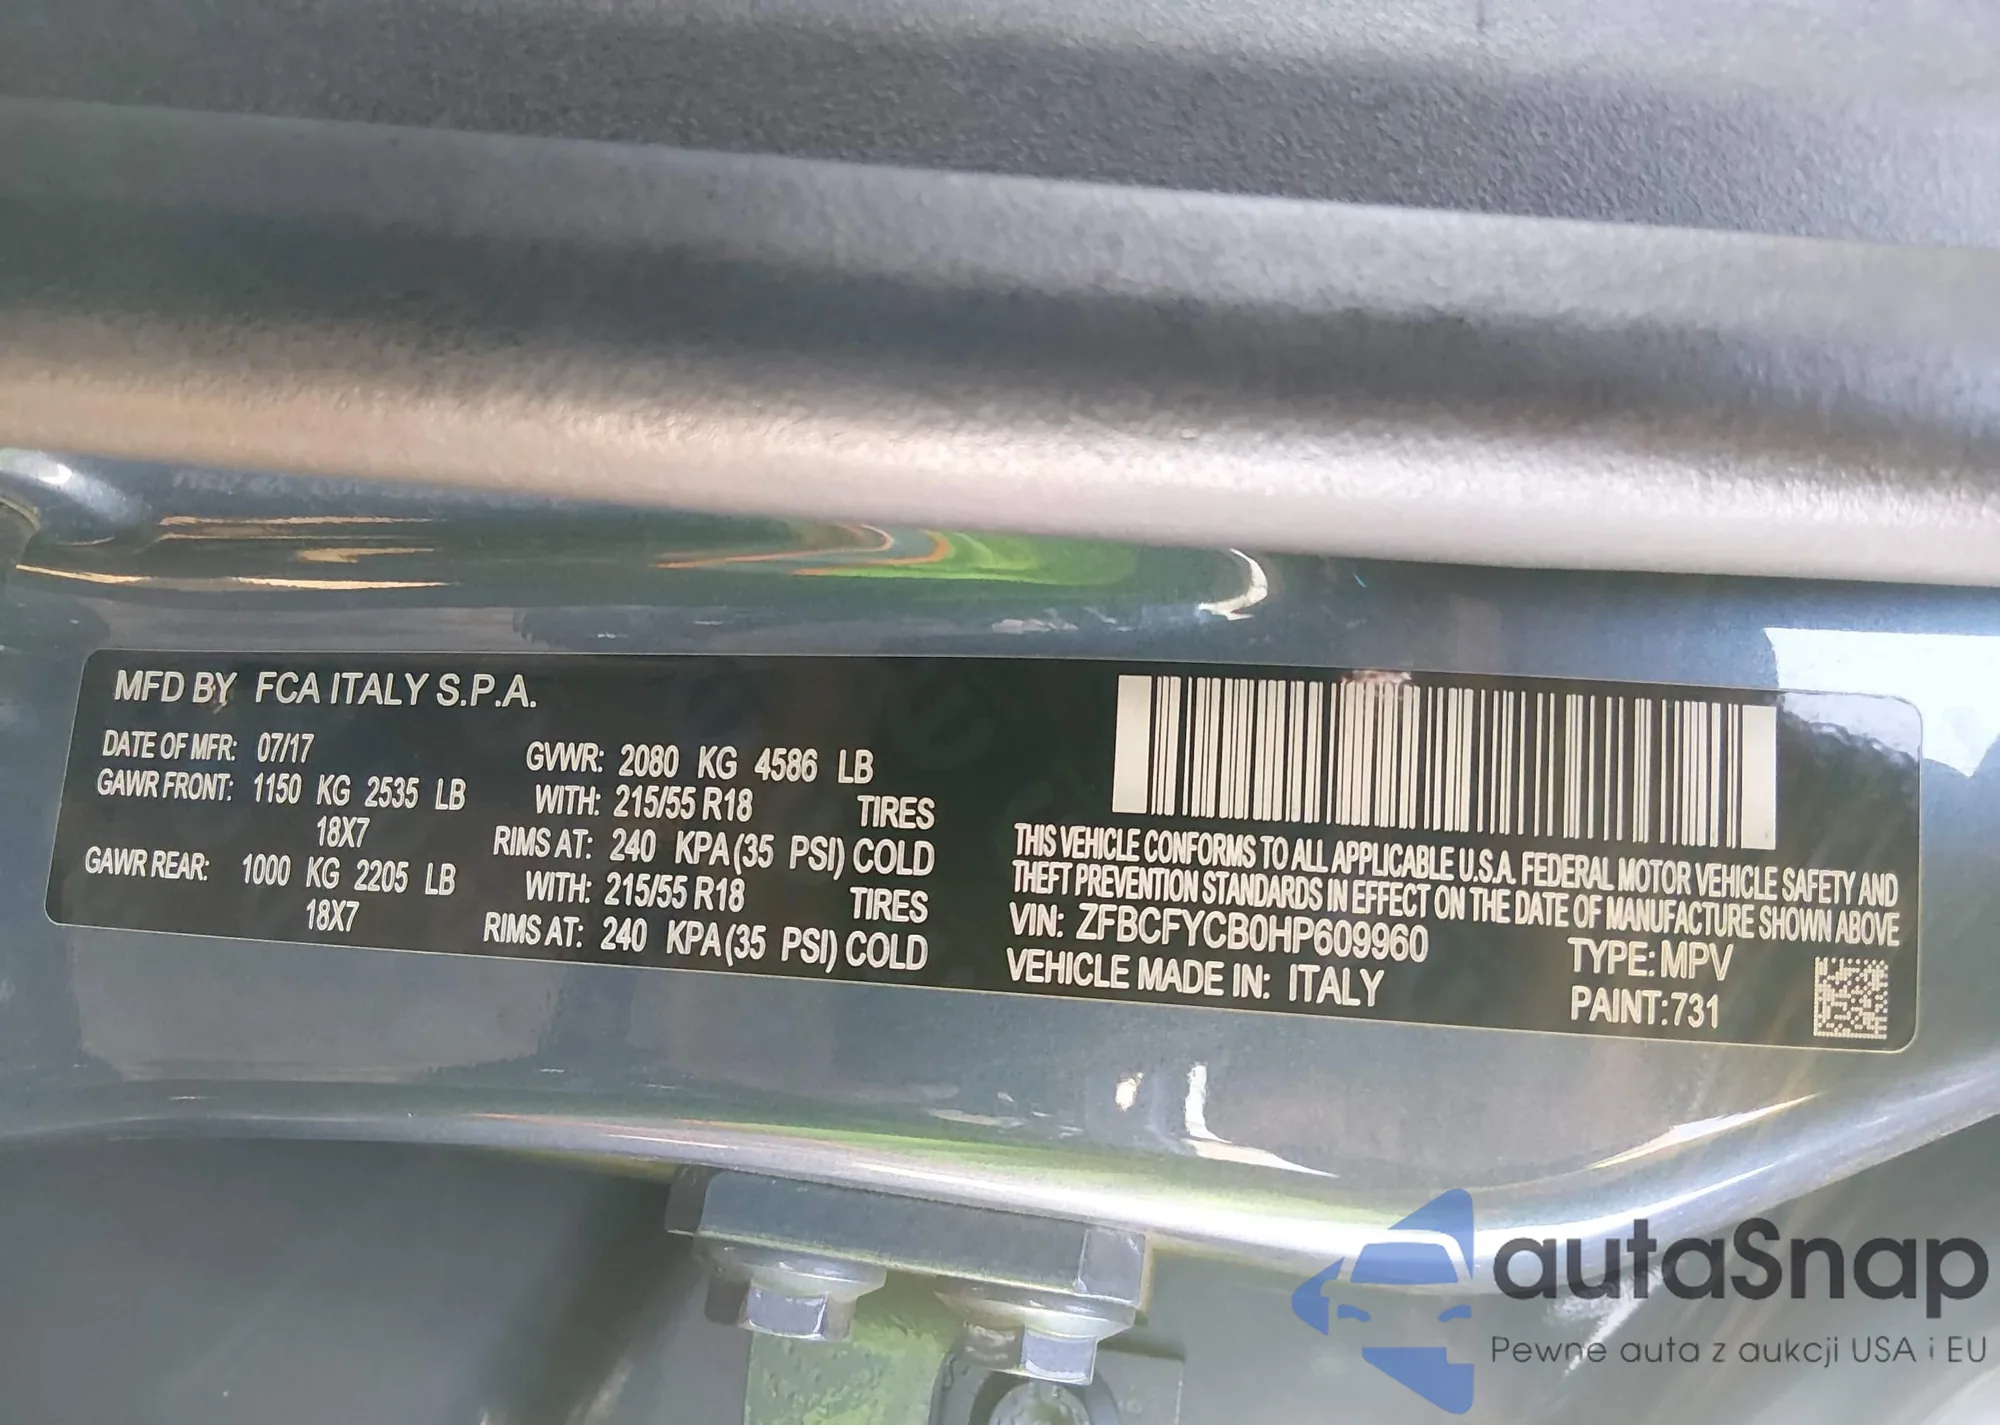 MFD BY FCA ITALY S.P.A.
DATE OF MFR: 07/17
GAWR FRONT: 1150 KG 2535 LB
18X7
GAWR REAR: 1000 KG 2205 LB
18X7
GVWR: 2080 KG 4586 LB
WITH: 215/55 R18 TIRES
RIMS AT: 240 KPA(35 PSI) COLD
WITH: 215/55 R18 TIRES
RIMS AT: 240 KPA(35 PSI) COLD
THIS VEHICLE CONFORMS TO ALL APPLICABLE U.S.A. FEDERAL MOTOR VEHICLE SAFETY AND
THEFT PREVENTION STANDARDS IN EFFECT ON THE DATE OF MANUFACTURE SHOWN ABOVE
VIN: ZFBCFYCB0HP609960
TYPE: MPV
VEHICLE MADE IN: ITALY
PAINT:731
autaSnap
Pewne auta z aukcji USA i EU